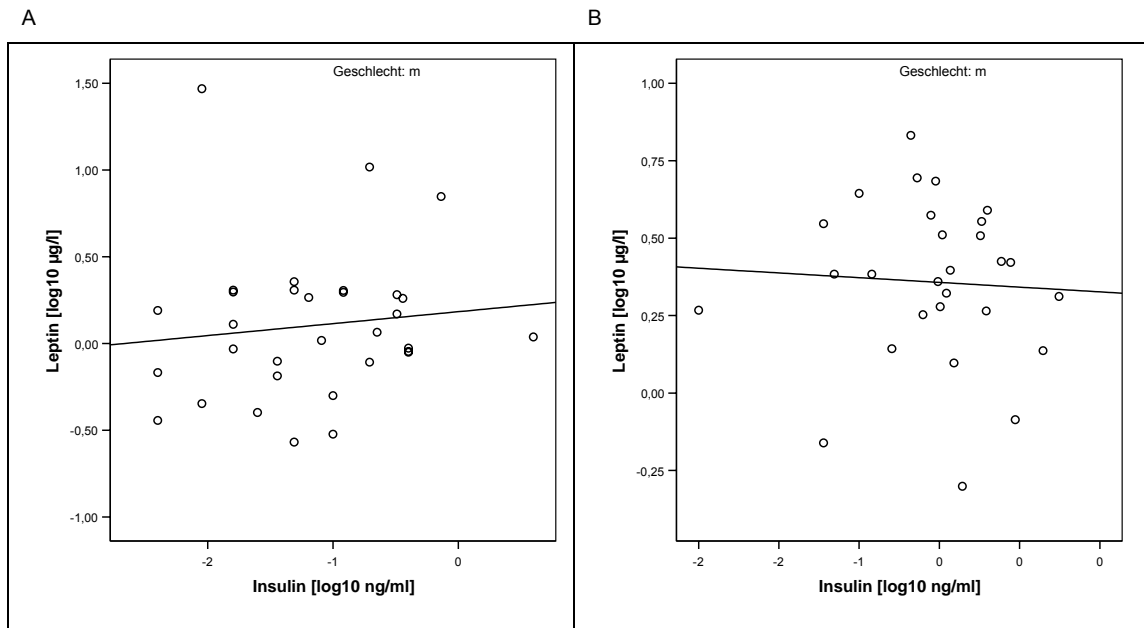 A
B
Geschlecht: m
1,50
1,00
0,50
0,00
-0,50
-1,00
Leptin [log10 µg/l]
-2
-1
0
Insulin [log10 ng/ml]
Geschlecht: m
1,00
0,75
0,50
0,25
0,00
-0,25
Leptin [log10 µg/l]
-2
-2
-1
0
0
0
Insulin [log10 ng/ml]